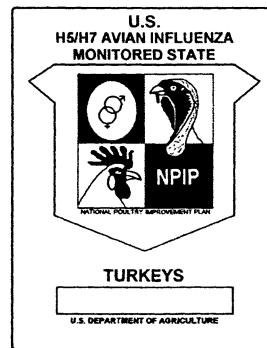 U.S.
H5/H7 AVIAN INFLUENZA
MONITORED STATE
NPIP
NATIONAL POULTRY IMPROVEMENT PLAN
TURKEYS
U.S. DEPARTMENT OF AGRICULTURE